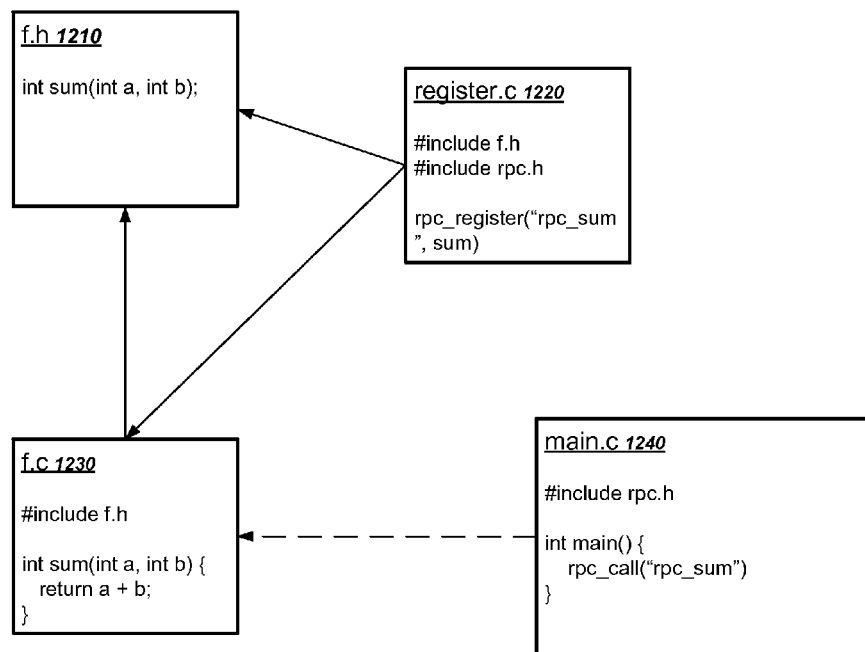 f.h 1210
int sum(int a, int b);
register.c 1220
#include f.h
#include rpc.h
rpc_register(“rpc_sum
”, sum)
f.c 1230
#include f.h
int sum(int a, int b) {
return a + b;
}
main.c 1240
#include rpc.h
int main() {
rpc_call(“rpc_sum”)
}